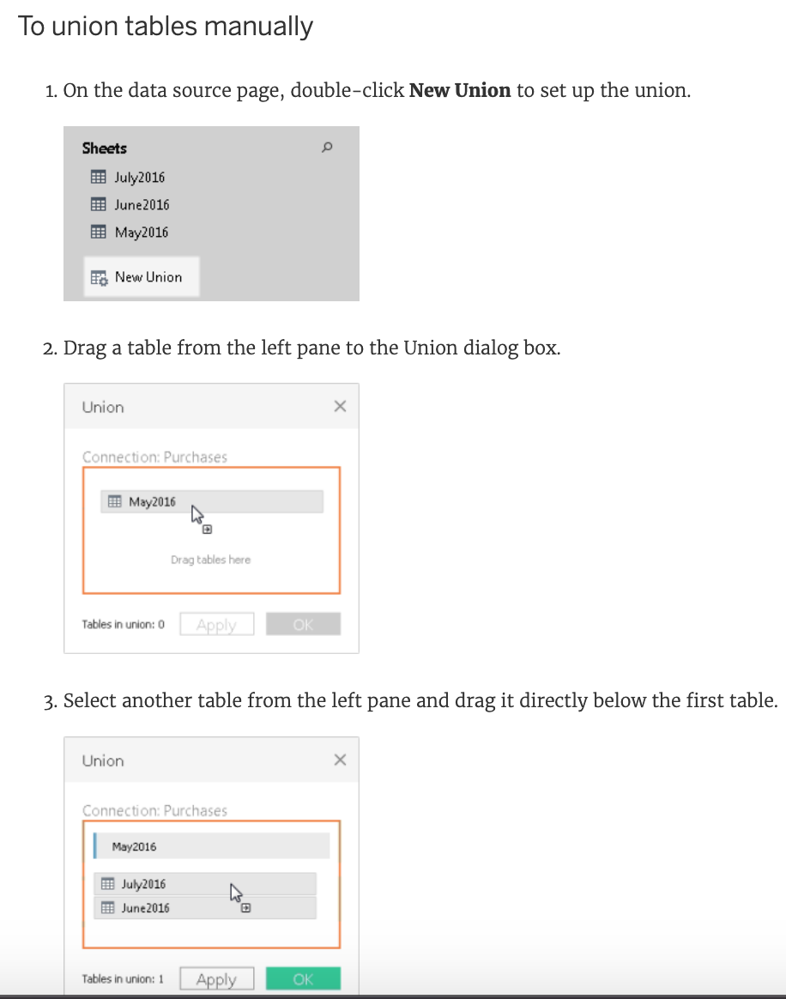 To union tables manually
1. On the data source page, double-click New Union to set up the union.
Sheets
July2016
June2016
May2016
New Union
2. Drag a table from the left pane to the Union dialog box.
Union
Connection: Purchases
May2016
Drag tables here
Tables in union: 0 Apply OK
3. Select another table from the left pane and drag it directly below the first table.
Union
Connection: Purchases
May2016
July2016
June2016
Tables in union: 1 Apply OK